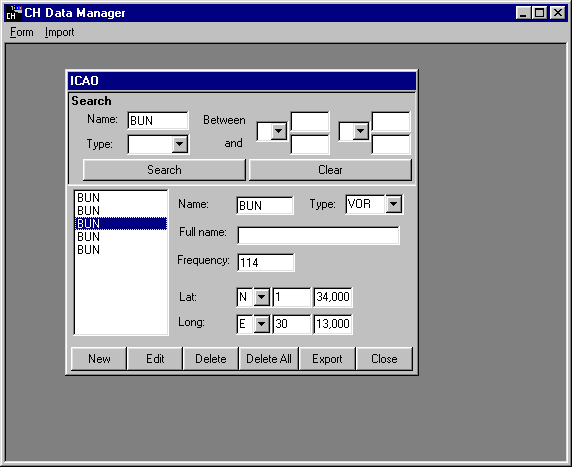 CH CH Data Manager
Form Import
ICAO
Search
Name: BUN Between
Type: and
Search Clear
BUN
BUN
BUN
BUN
BUN
Name: BUN Type: VOR
Full name:
Frequency: 114
Lat: N 1 34,000
Long: E 30 13,000
New Edit Delete Delete All Export Close